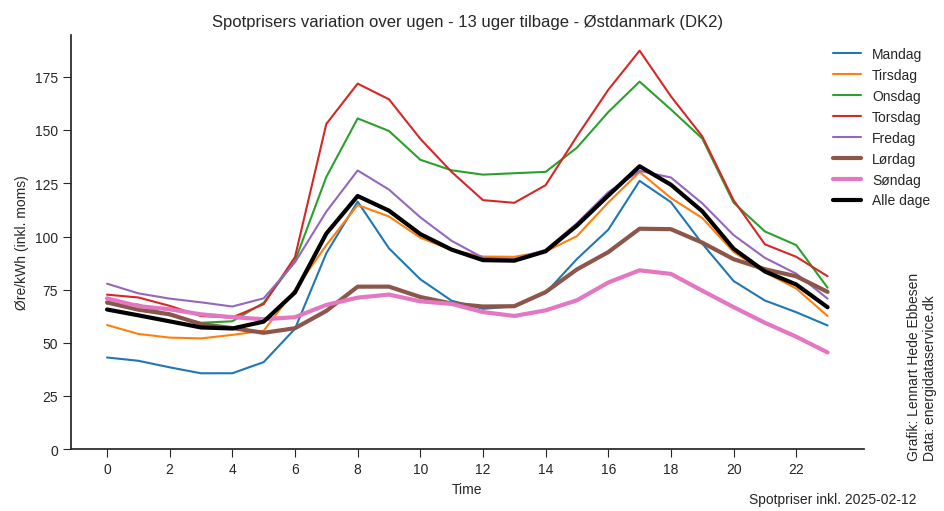 Spotprisers variation over ugen - 13 uger tilbage - Østdanmark (DK2)
Øre/kWh (inkl. moms)
175
150
125
100
75
50
25
0
0 2 4 6 8 10 12 14 16 18 20 22
Time
Mandag
Tirsdag
Onsdag
Torsdag
Fredag
Lørdag
Søndag
Alle dage
Grafik: Lennart Hede Ebbesen
Data: energidataservice.dk
Spotpriser inkl. 2025-02-12